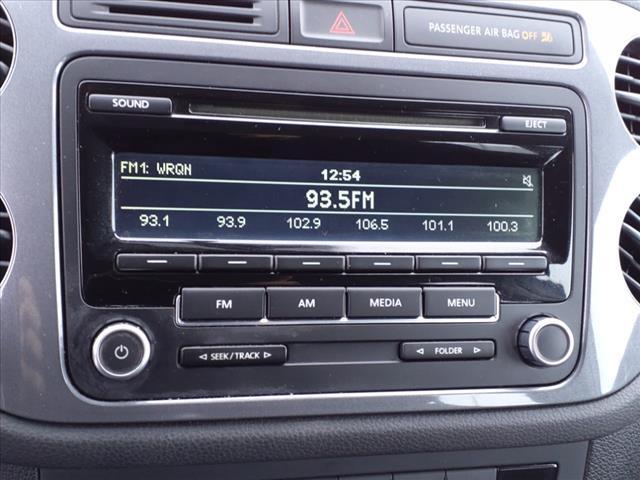 PASSENGER AIR BAG OFF
SOUND
EJECT
FM1: WRQN 12:54
93.5FM
93.1 93.9 102.9 106.5 101.1 100.3
FM AM MEDIA MENU
SEEK/TRACK FOLDER